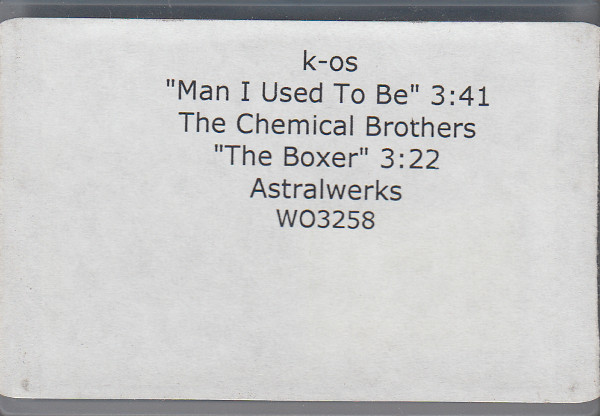 k-os
"Man I Used To Be" 3:41
The Chemical Brothers
"The Boxer" 3:22
Astralwerks
WO3258